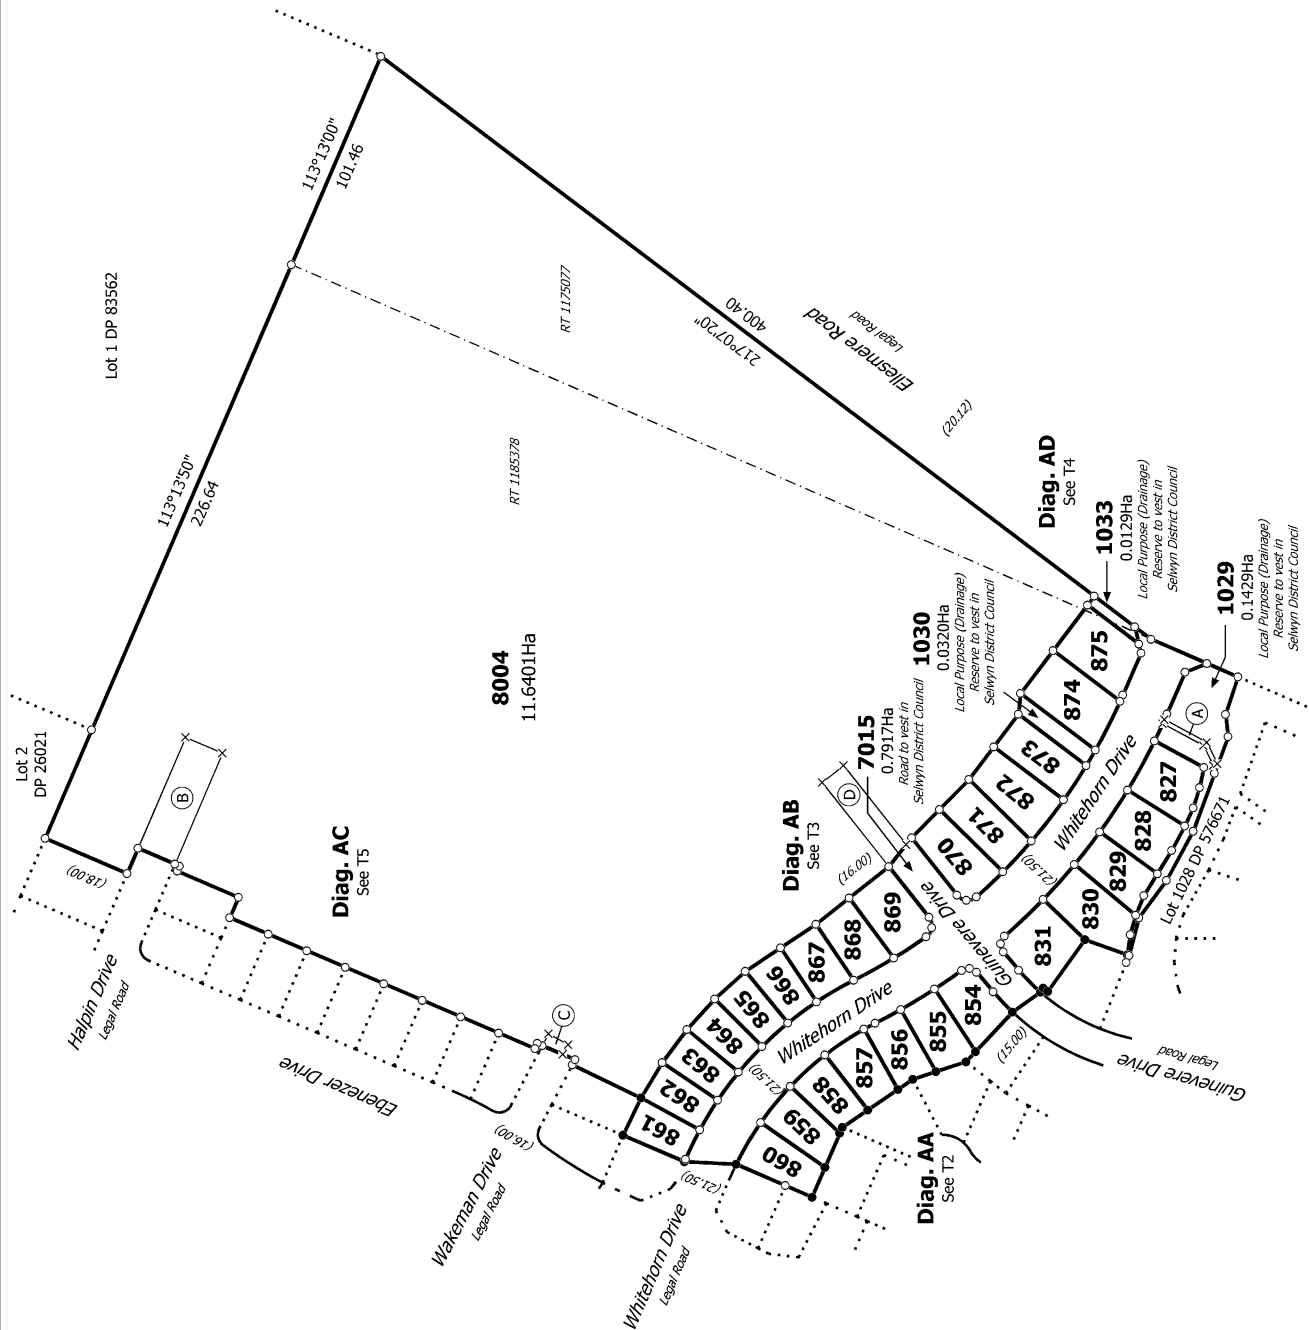 113°13'00"
101.46
Lot 1 DP 83562
113°13'50"
226.64
RT 1175077
RT 1185378
400.40
217°07'20"
Ellesmere Road
Legal Road
(20.12)
Lot 2
DP 26021
(18.00)
B
8004
11.6401Ha
Diag. AD
See T4
1033
0.0129Ha
Local Purpose (Drainage)
Reserve to vest in
Selwyn District Council
1029
0.1429Ha
Local Purpose (Drainage)
Reserve to vest in
Selwyn District Council
1030
0.0320Ha
Local Purpose (Drainage)
Reserve to vest in
Selwyn District Council
7015
0.7917Ha
Road to vest in
Selwyn District Council
Diag. AB
See T3
D
(16.00)
Diag. AC
See T5
Halpin Drive
Legal Road
Ebenezer Drive
C
(16.00)
Wakeman Drive
Legal Road
Whitehorn Drive
Legal Road
(21.50)
861
862
863
864
865
866
867
868
869
870
871
872
873
874
875
Whitehorn Drive
(21.50)
Guinevere Drive
Whitehorn Drive
(21.50)
A
827
828
829
830
831
Lot 1028 DP 576671
Guinevere Drive
854
855
856
857
858
859
860
(15.00)
Guinevere Drive
Legal Road
Diag. AA
See T2